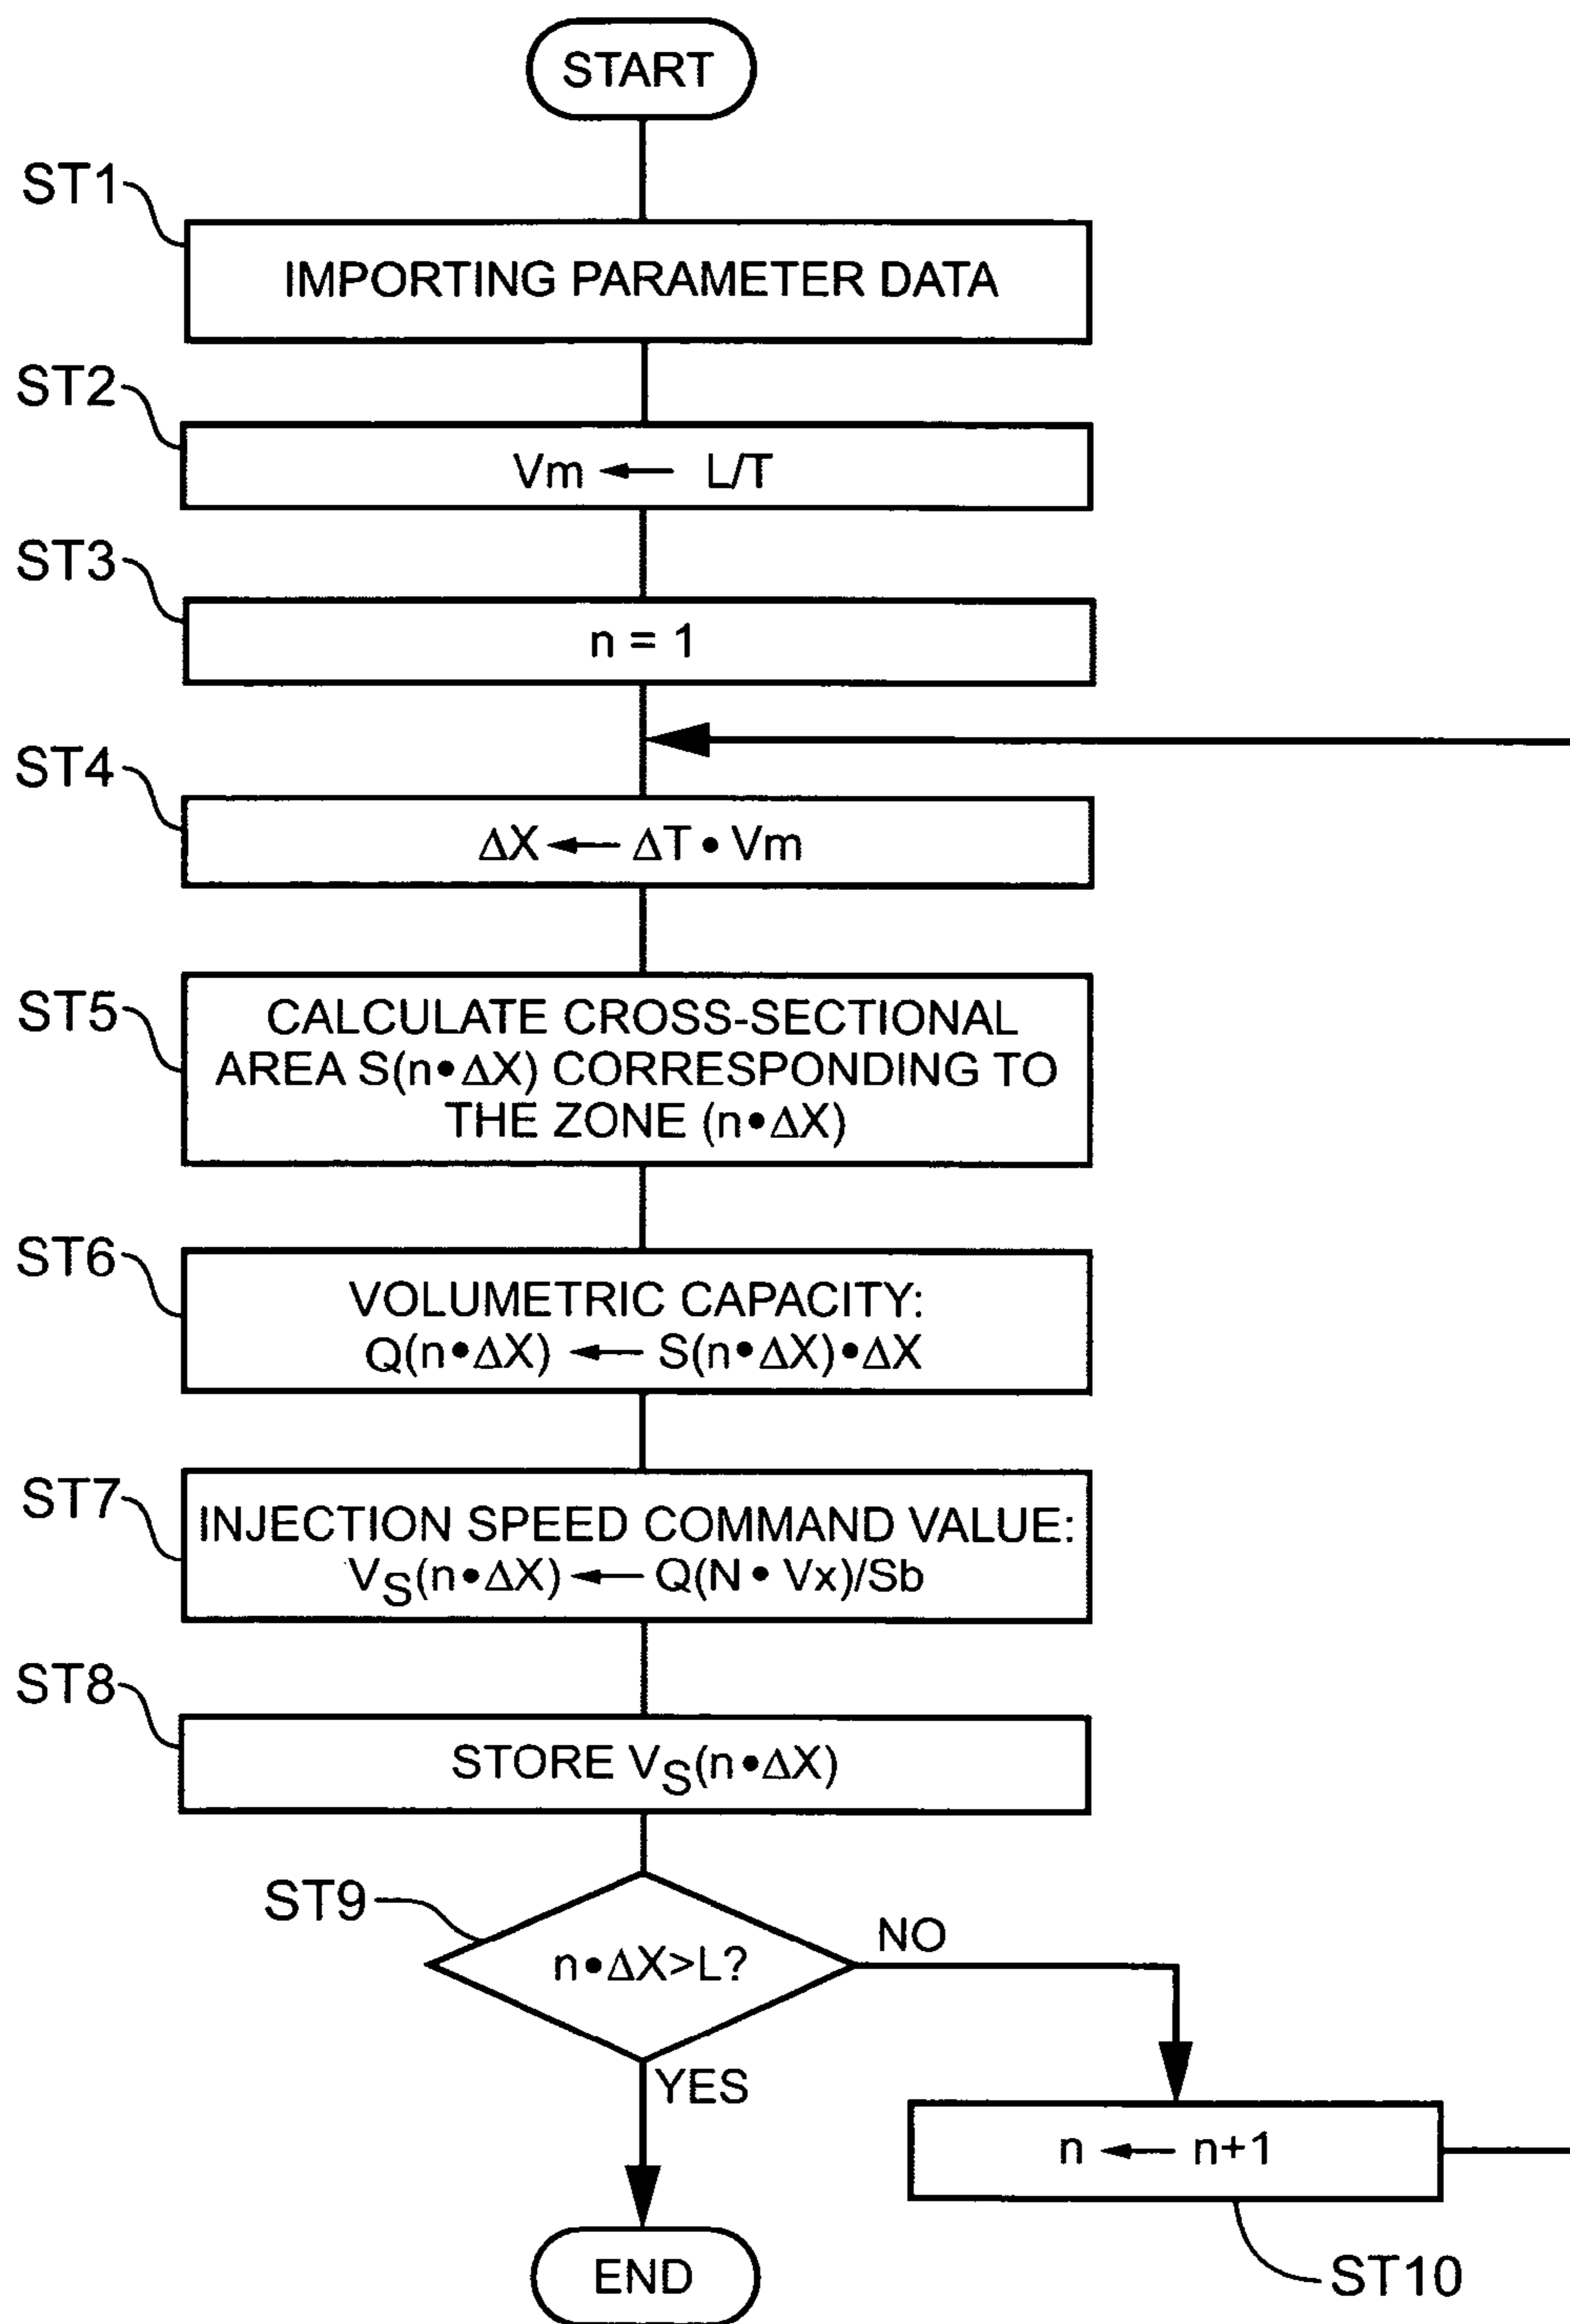 START
ST1
IMPORTING PARAMETER DATA
ST2
Vm ← L/T
ST3
n = 1
ST4
ΔX ← ΔT • Vm
ST5
CALCULATE CROSS-SECTIONAL
AREA S(n•ΔX) CORRESPONDING TO
THE ZONE (n•ΔX)
ST6
VOLUMETRIC CAPACITY:
Q(n•ΔX) ← S(n•ΔX)•ΔX
ST7
INJECTION SPEED COMMAND VALUE:
VS(n•ΔX) ← Q(N • Vx)/Sb
ST8
STORE VS(n•ΔX)
ST9
n•ΔX>L?
NO
YES
n ← n+1
END
ST10